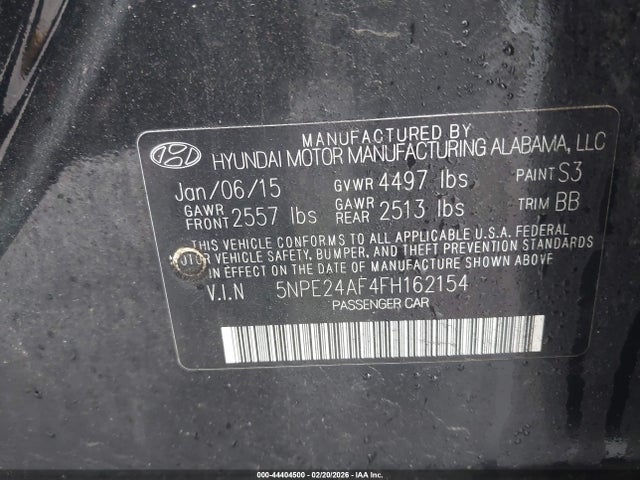 MANUFACTURED BY
HYUNDAI MOTOR MANUFACTURING ALABAMA, LLC
Jan/06/15 GVWR 4497 lbs PAINT S3
GAWR FRONT 2557 lbs GAWR REAR 2513 lbs TRIM BB
THIS VEHICLE CONFORMS TO ALL APPLICABLE U.S.A. FEDERAL
MOTOR VEHICLE SAFETY, BUMPER, AND THEFT PREVENTION STANDARDS
IN EFFECT ON THE DATE OF MANUFACTURE SHOWN ABOVE.
V.I.N 5NPE24AF4FH162154
PASSENGER CAR
000-44404500 - 02/20/2026 - IAA Inc.